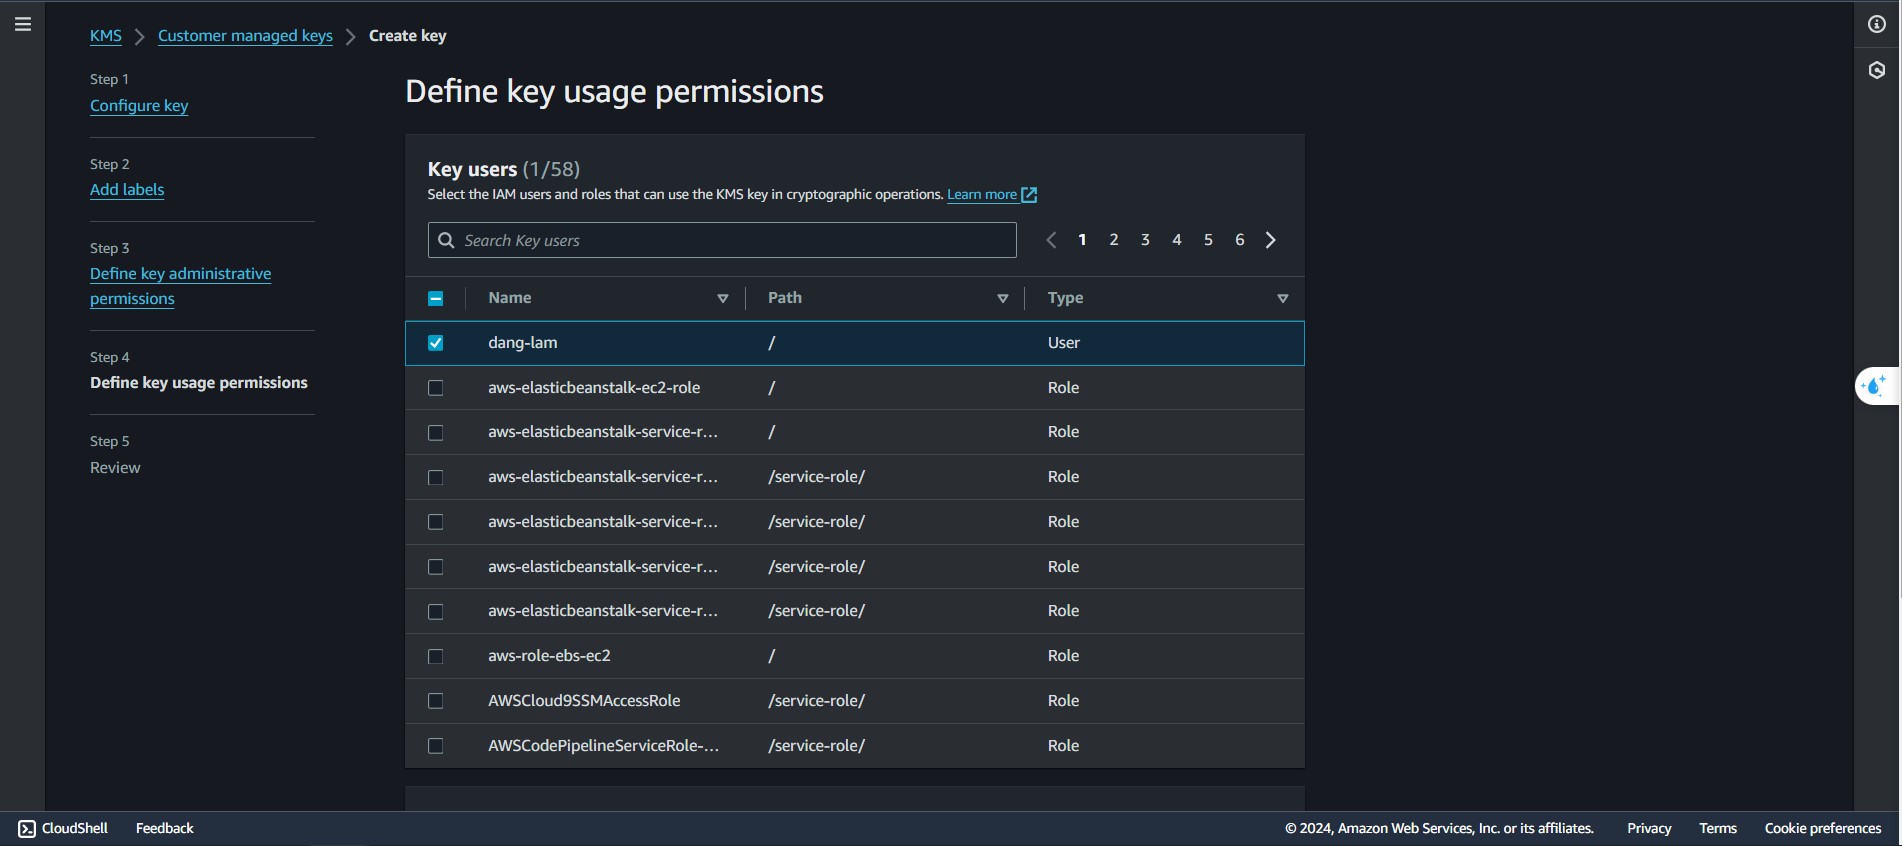 KMS > Customer managed keys > Create key
Step 1
Configure key
Step 2
Add labels
Step 3
Define key administrative
permissions
Step 4
Define key usage permissions
Step 5
Review
Define key usage permissions
Key users (1/58)
Select the IAM users and roles that can use the KMS key in cryptographic operations. Learn more
Search Key users
1 2 3 4 5 6
Name Path Type
dang-lam / User
aws-elasticbeanstalk-ec2-role / Role
aws-elasticbeanstalk-service-r... / Role
aws-elasticbeanstalk-service-r... /service-role/ Role
aws-elasticbeanstalk-service-r... /service-role/ Role
aws-elasticbeanstalk-service-r... /service-role/ Role
aws-elasticbeanstalk-service-r... /service-role/ Role
aws-role-ebs-ec2 / Role
AWSCloud9SSMAccessRole /service-role/ Role
AWSCodePipelineServiceRole-... /service-role/ Role
CloudShell Feedback © 2024, Amazon Web Services, Inc. or its affiliates. Privacy Terms Cookie preferences